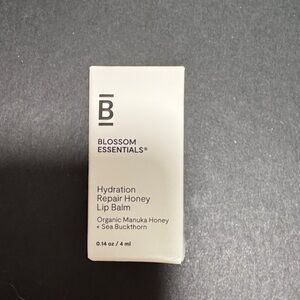 B
BLOSSOM
ESSENTIALS®
Hydration
Repair Honey
Lip Balm
Organic Manuka Honey
+ Sea Buckthorn
0.14 oz / 4 ml